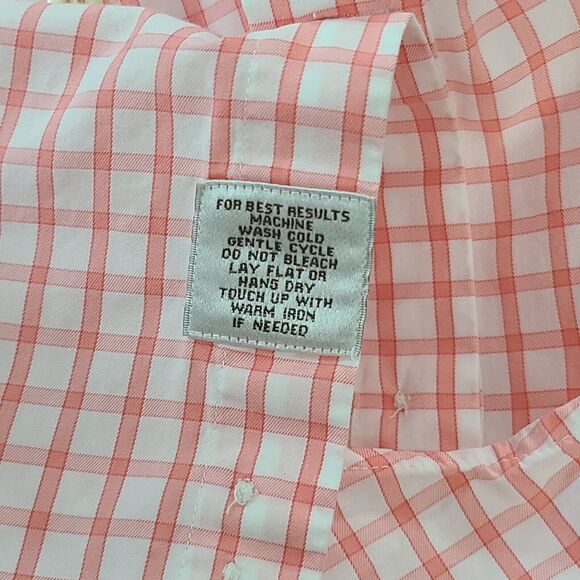 FOR BEST RESULTS
MACHINE
WASH COLD
GENTLE CYCLE
DO NOT BLEACH
LAY FLAT OR
HANG DRY
TOUCH UP WITH
WARM IRON
IF NEEDED